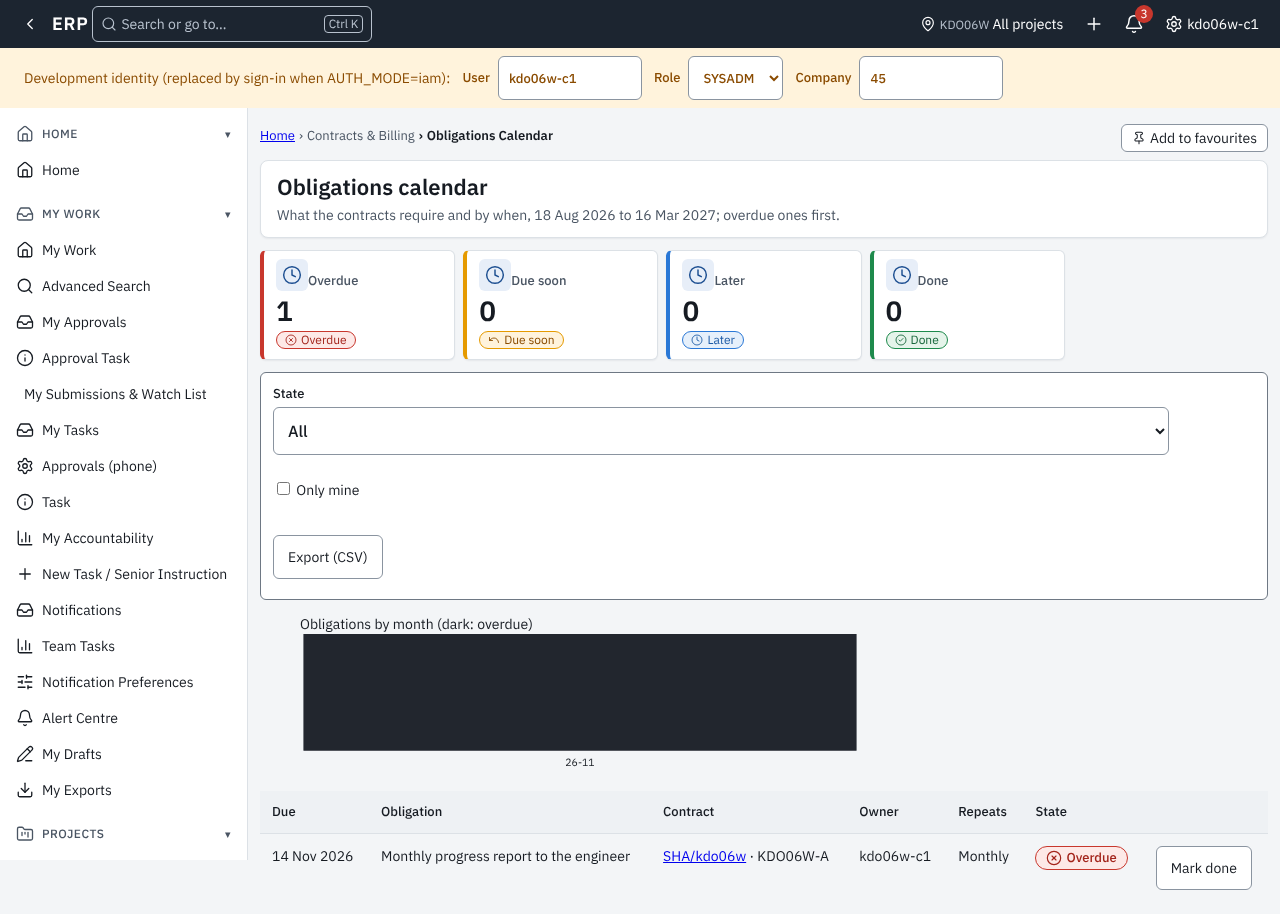 ERP Search or go to... Ctrl K KDO06W All projects 3 kdo06w-c1
Development identity (replaced by sign-in when AUTH_MODE=iam): User kdo06w-c1 Role SYSADM Company 45
HOME
Home
MY WORK
My Work
Advanced Search
My Approvals
Approval Task
My Submissions & Watch List
My Tasks
Approvals (phone)
Task
My Accountability
New Task / Senior Instruction
Notifications
Team Tasks
Notification Preferences
Alert Centre
My Drafts
My Exports
PROJECTS
Home › Contracts & Billing › Obligations Calendar
Add to favourites
Obligations calendar
What the contracts require and by when, 18 Aug 2026 to 16 Mar 2027; overdue ones first.
Overdue
1
Overdue
Due soon
0
Due soon
Later
0
Later
Done
0
Done
State
All
Only mine
Export (CSV)
Obligations by month (dark: overdue)
26-11
Due Obligation Contract Owner Repeats State
14 Nov 2026 Monthly progress report to the engineer SHA/kdo06w · KDO06W-A kdo06w-c1 Monthly Overdue Mark done